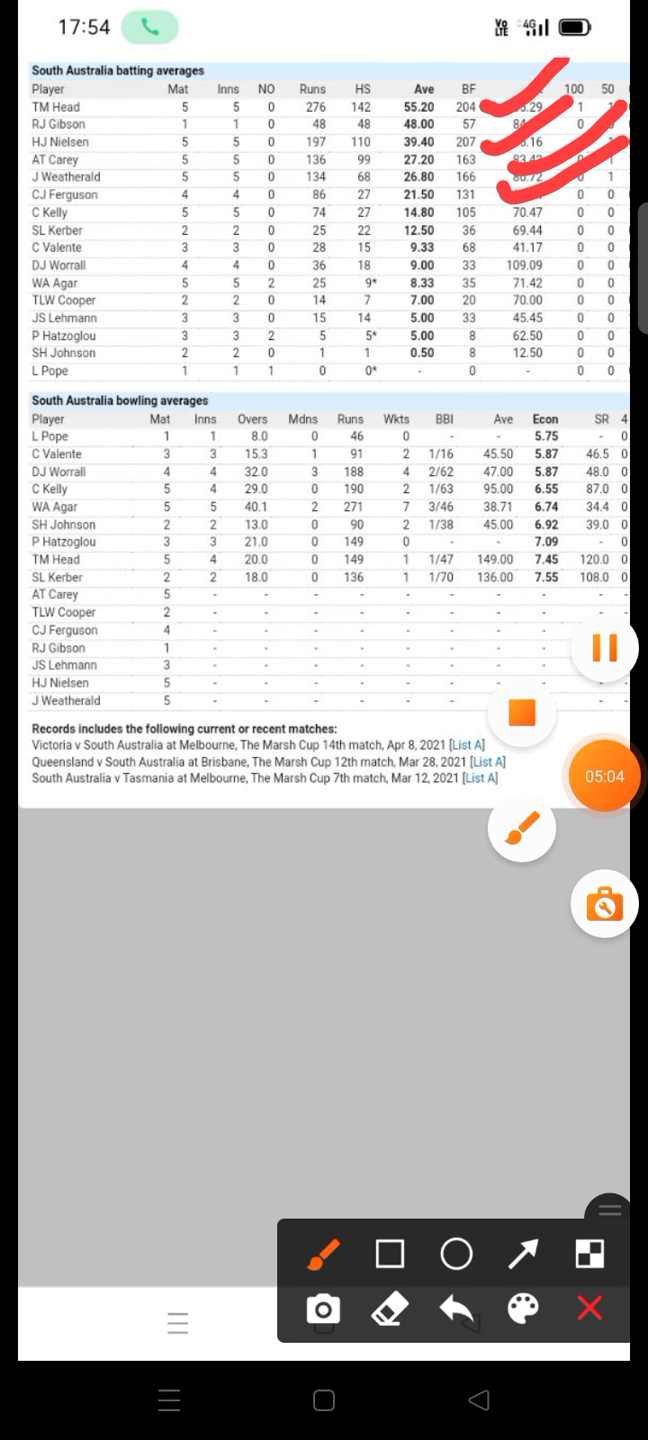 17:54 Vo LTE 4G
South Australia batting averages
Player Mat Inns NO Runs HS Ave BF 100 50
TM Head 5 5 0 276 142 55.20 204 .29 1
RJ Gibson 1 1 0 48 48 48.00 57 84. 0
HJ Nielsen 5 5 0 197 110 39.40 207 .16
AT Carey 5 5 0 136 99 27.20 163 83.42 0 1
J Weatherald 5 5 0 134 68 26.80 166 80.72 0 1
CJ Ferguson 4 4 0 86 27 21.50 131 0 0
C Kelly 5 5 0 74 27 14.80 105 70.47 0 0
SL Kerber 2 2 0 25 22 12.50 36 69.44 0 0
C Valente 3 3 0 28 15 9.33 68 41.17 0 0
DJ Worrall 4 4 0 36 18 9.00 33 109.09 0 0
WA Agar 5 5 2 25 9* 8.33 35 71.42 0 0
TLW Cooper 2 2 0 14 7 7.00 20 70.00 0 0
JS Lehmann 3 3 0 15 14 5.00 33 45.45 0 0
P Hatzoglou 3 3 2 5 5* 5.00 8 62.50 0 0
SH Johnson 2 2 0 1 1 0.50 8 12.50 0 0
L Pope 1 1 1 0 0* - 0 - 0 0
South Australia bowling averages
Player Mat Inns Overs Mdns Runs Wkts BBI Ave Econ SR 4
L Pope 1 1 8.0 0 46 0 - - 5.75 - 0
C Valente 3 3 15.3 1 91 2 1/16 45.50 5.87 46.5 0
DJ Worrall 4 4 32.0 3 188 4 2/62 47.00 5.87 48.0 0
C Kelly 5 4 29.0 0 190 2 1/63 95.00 6.55 87.0 0
WA Agar 5 5 40.1 2 271 7 3/46 38.71 6.74 34.4 0
SH Johnson 2 2 13.0 0 90 2 1/38 45.00 6.92 39.0 0
P Hatzoglou 3 3 21.0 0 149 0 - - 7.09 - 0
TM Head 5 4 20.0 0 149 1 1/47 149.00 7.45 120.0 0
SL Kerber 2 2 18.0 0 136 1 1/70 136.00 7.55 108.0 0
AT Carey 5 - - - - - - - - - -
TLW Cooper 2 - - - - - - - - - -
CJ Ferguson 4 - - - - - - - -
RJ Gibson 1 - - - - - - - -
JS Lehmann 3 - - - - - - - -
HJ Nielsen 5 - - - - - - - - - -
J Weatherald 5 - - - - - - - - -
Records includes the following current or recent matches:
Victoria v South Australia at Melbourne, The Marsh Cup 14th match, Apr 8, 2021 [List A]
Queensland v South Australia at Brisbane, The Marsh Cup 12th match, Mar 28, 2021 [List A]
South Australia v Tasmania at Melbourne, The Marsh Cup 7th match, Mar 12, 2021 [List A]
05:04